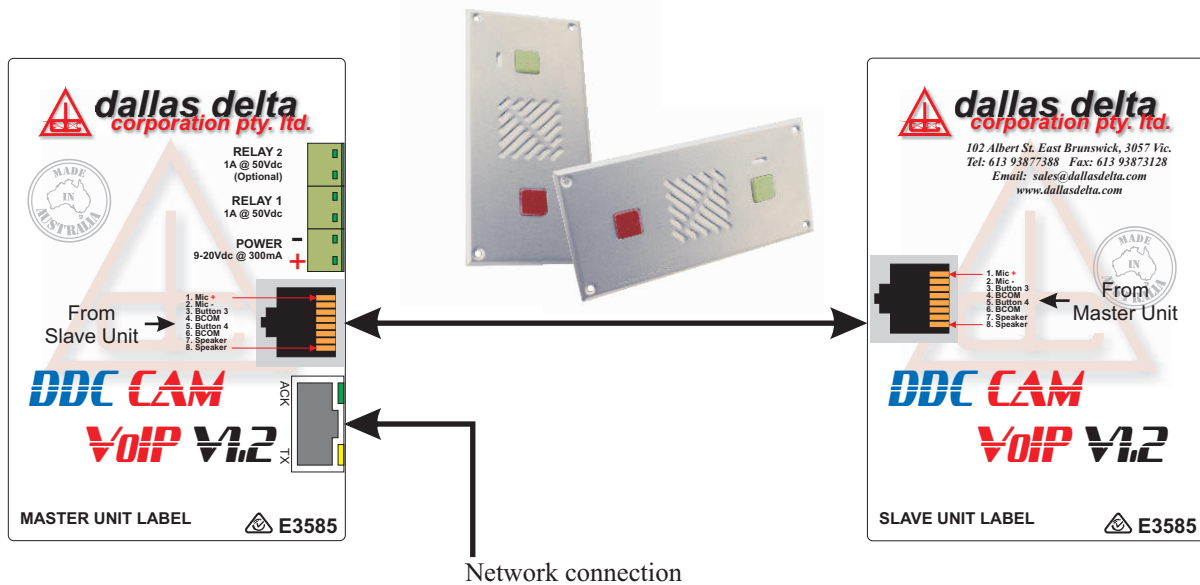 dallas delta
corporation pty. ltd.
MADE
IN
AUSTRALIA
RELAY 2
1A @ 50Vdc
(Optional)
RELAY 1
1A @ 50Vdc
POWER
9-20Vdc @ 300mA
-
+
From
Slave Unit
1. Mic +
2. Mic -
3. Button 3
4. BCOM
5. Button 4
6. BCOM
7. Speaker
8. Speaker
DDC CAM
VoIP V1.2
ACK
TX
MASTER UNIT LABEL
E3585
Network connection
dallas delta
corporation pty. ltd.
102 Albert St. East Brunswick, 3057 Vic.
Tel: 613 93877388 Fax: 613 93873128
Email: sales@dallasdelta.com
www.dallasdelta.com
MADE
IN
AUSTRALIA
1. Mic +
2. Mic -
3. Button 3
4. BCOM
5. Button 4
6. BCOM
7. Speaker
8. Speaker
From
Master Unit
DDC CAM
VoIP V1.2
SLAVE UNIT LABEL
E3585